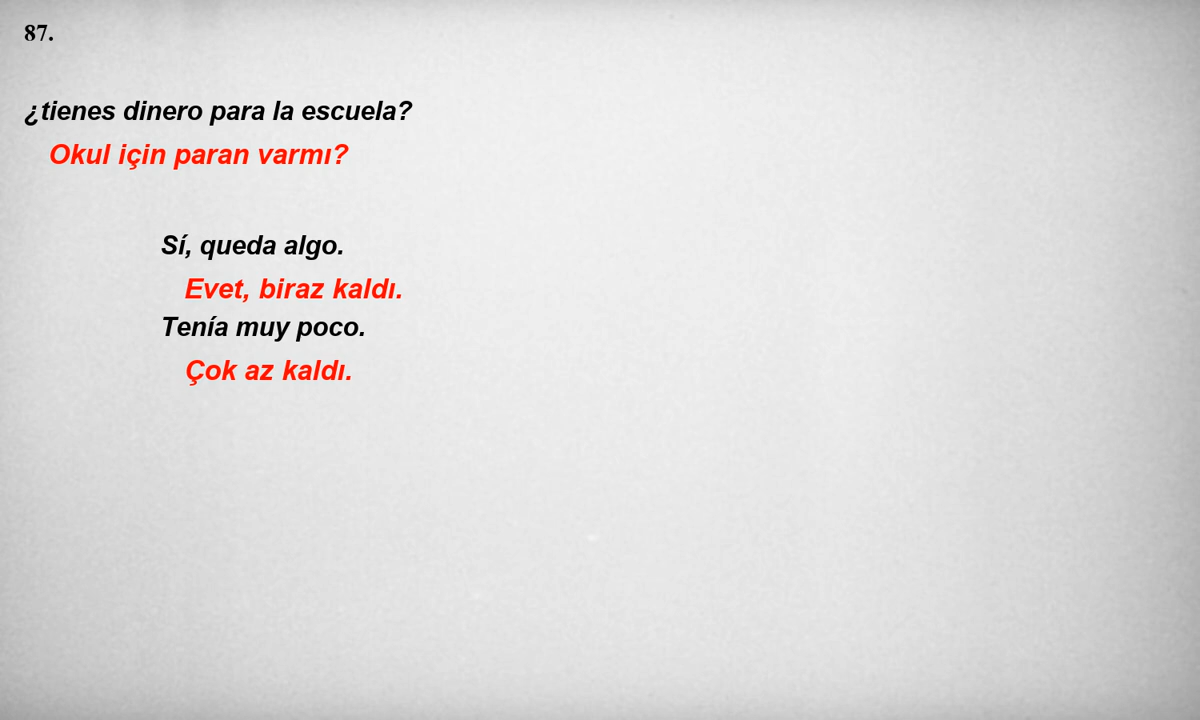 87.
¿tienes dinero para la escuela?
Okul için paran varmı?
Sí, queda algo.
Evet, biraz kaldı.
Tenía muy poco.
Çok az kaldı.